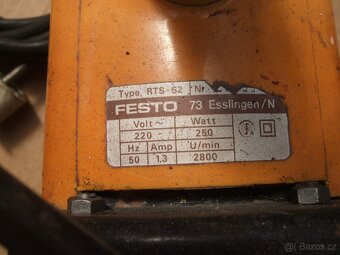 Type RTS-S2 Nr.
FESTO 73 Esslingen/N
Volt~ Watt
220 250
Hz Amp U/min
50 1,3 2800
Bazos.cz